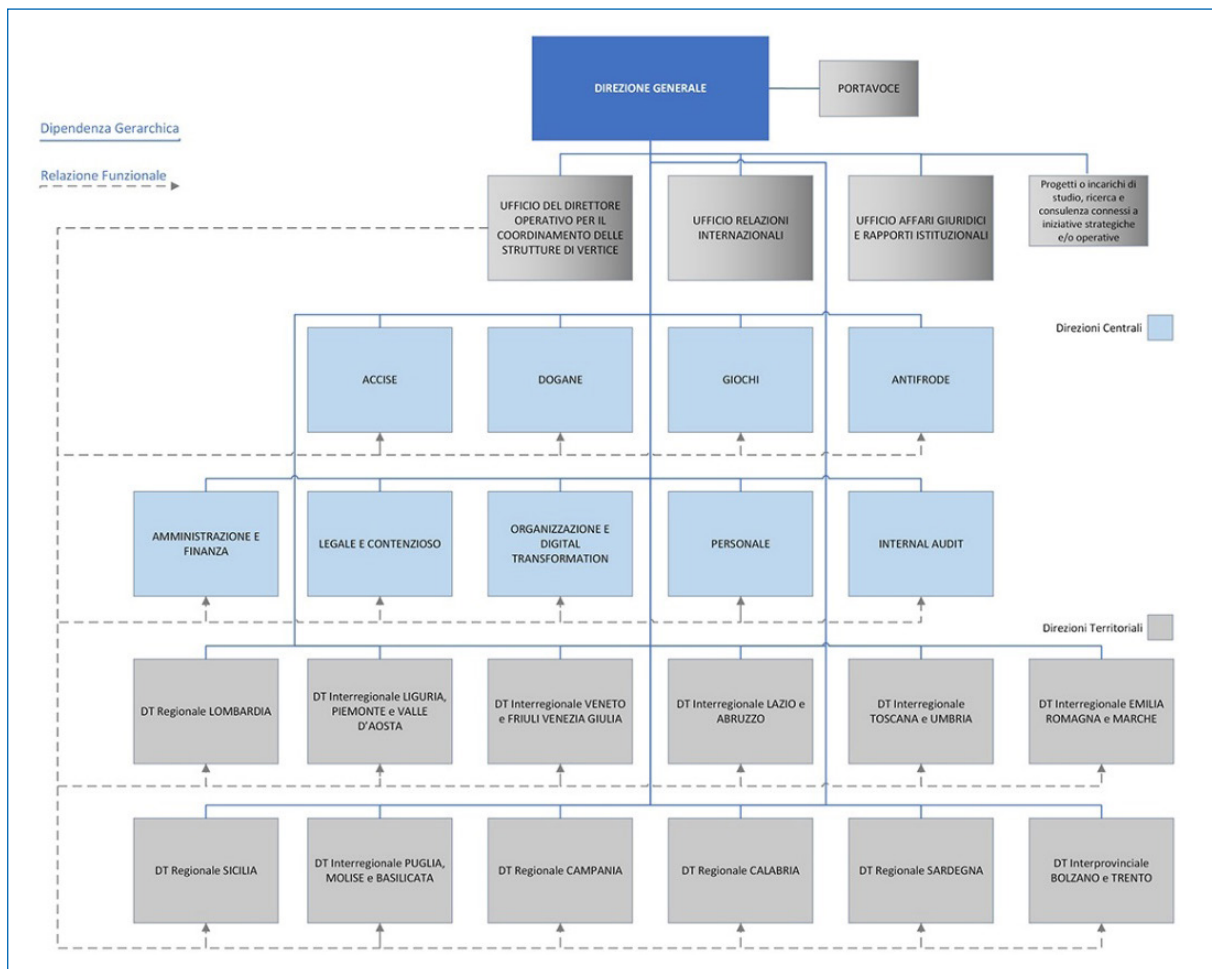 DIREZIONE GENERALE
PORTAVOCE
Dipendenza Gerarchica
Relazione Funzionale
UFFICIO DEL DIRETTORE
OPERATIVO PER IL
COORDINAMENTO DELLE
STRUTTURE DI VERTICE
UFFICIO RELAZIONI
INTERNAZIONALI
UFFICIO AFFARI GIURIDICI
E RAPPORTI ISTITUZIONALI
Progetti o incarichi di
studio, ricerca e
consulenza connessi a
iniziative strategiche
e/o operative
Direzioni Centrali
ACCISE
DOGANE
GIOCHI
ANTIFRODE
AMMINISTRAZIONE E
FINANZA
LEGALE E CONTENZIOSO
ORGANIZZAZIONE E
DIGITAL
TRANSFORMATION
PERSONALE
INTERNAL AUDIT
Direzioni Territoriali
DT Regionale LOMBARDIA
DT Interregionale LIGURIA,
PIEMONTE e VALLE
D'AOSTA
DT Interregionale VENETO
e FRIULI VENEZIA GIULIA
DT Interregionale LAZIO e
ABRUZZO
DT Interregionale
TOSCANA e UMBRIA
DT Interregionale EMILIA
ROMAGNA e MARCHE
DT Regionale SICILIA
DT Interregionale PUGLIA,
MOLISE e BASILICATA
DT Regionale CAMPANIA
DT Regionale CALABRIA
DT Regionale SARDEGNA
DT Interprovinciale
BOLZANO e TRENTO